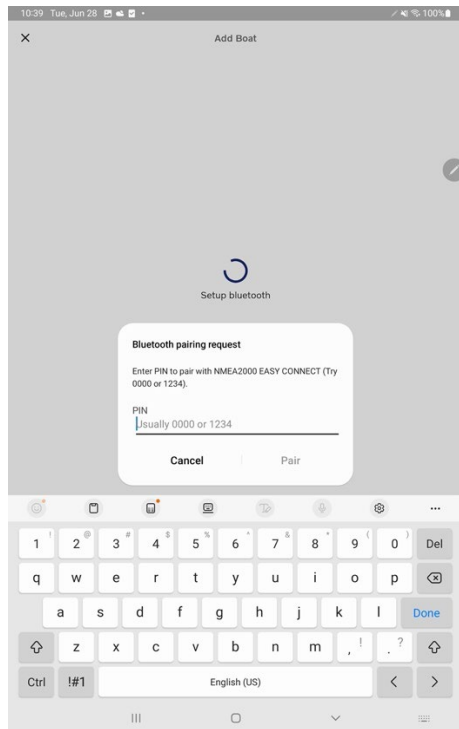 10:39 Tue, Jun 28 100%
Add Boat
Setup bluetooth
Bluetooth pairing request
Enter PIN to pair with NMEA2000 EASY CONNECT (Try
0000 or 1234).
PIN
Usually 0000 or 1234
Cancel Pair
1 ! 2 @ 3 # 4 $ 5 % 6 ^ 7 & 8 * 9 ( 0 ) Del
q w e r t y u i o p
a s d f g h j k l Done
z x c v b n m , ! . ?
Ctrl !#1 English (US) < >